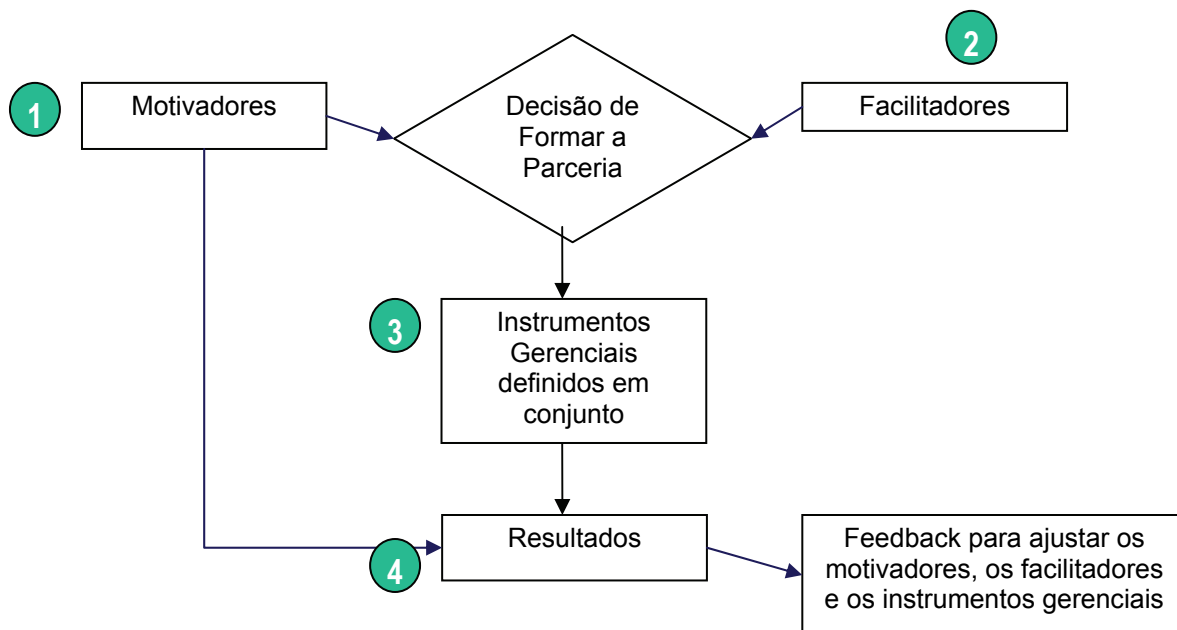 1
Motivadores
Decisão de
Formar a
Parceria
2
Facilitadores
3
Instrumentos
Gerenciais
definidos em
conjunto
4
Resultados
Feedback para ajustar os
motivadores, os facilitadores
e os instrumentos gerenciais